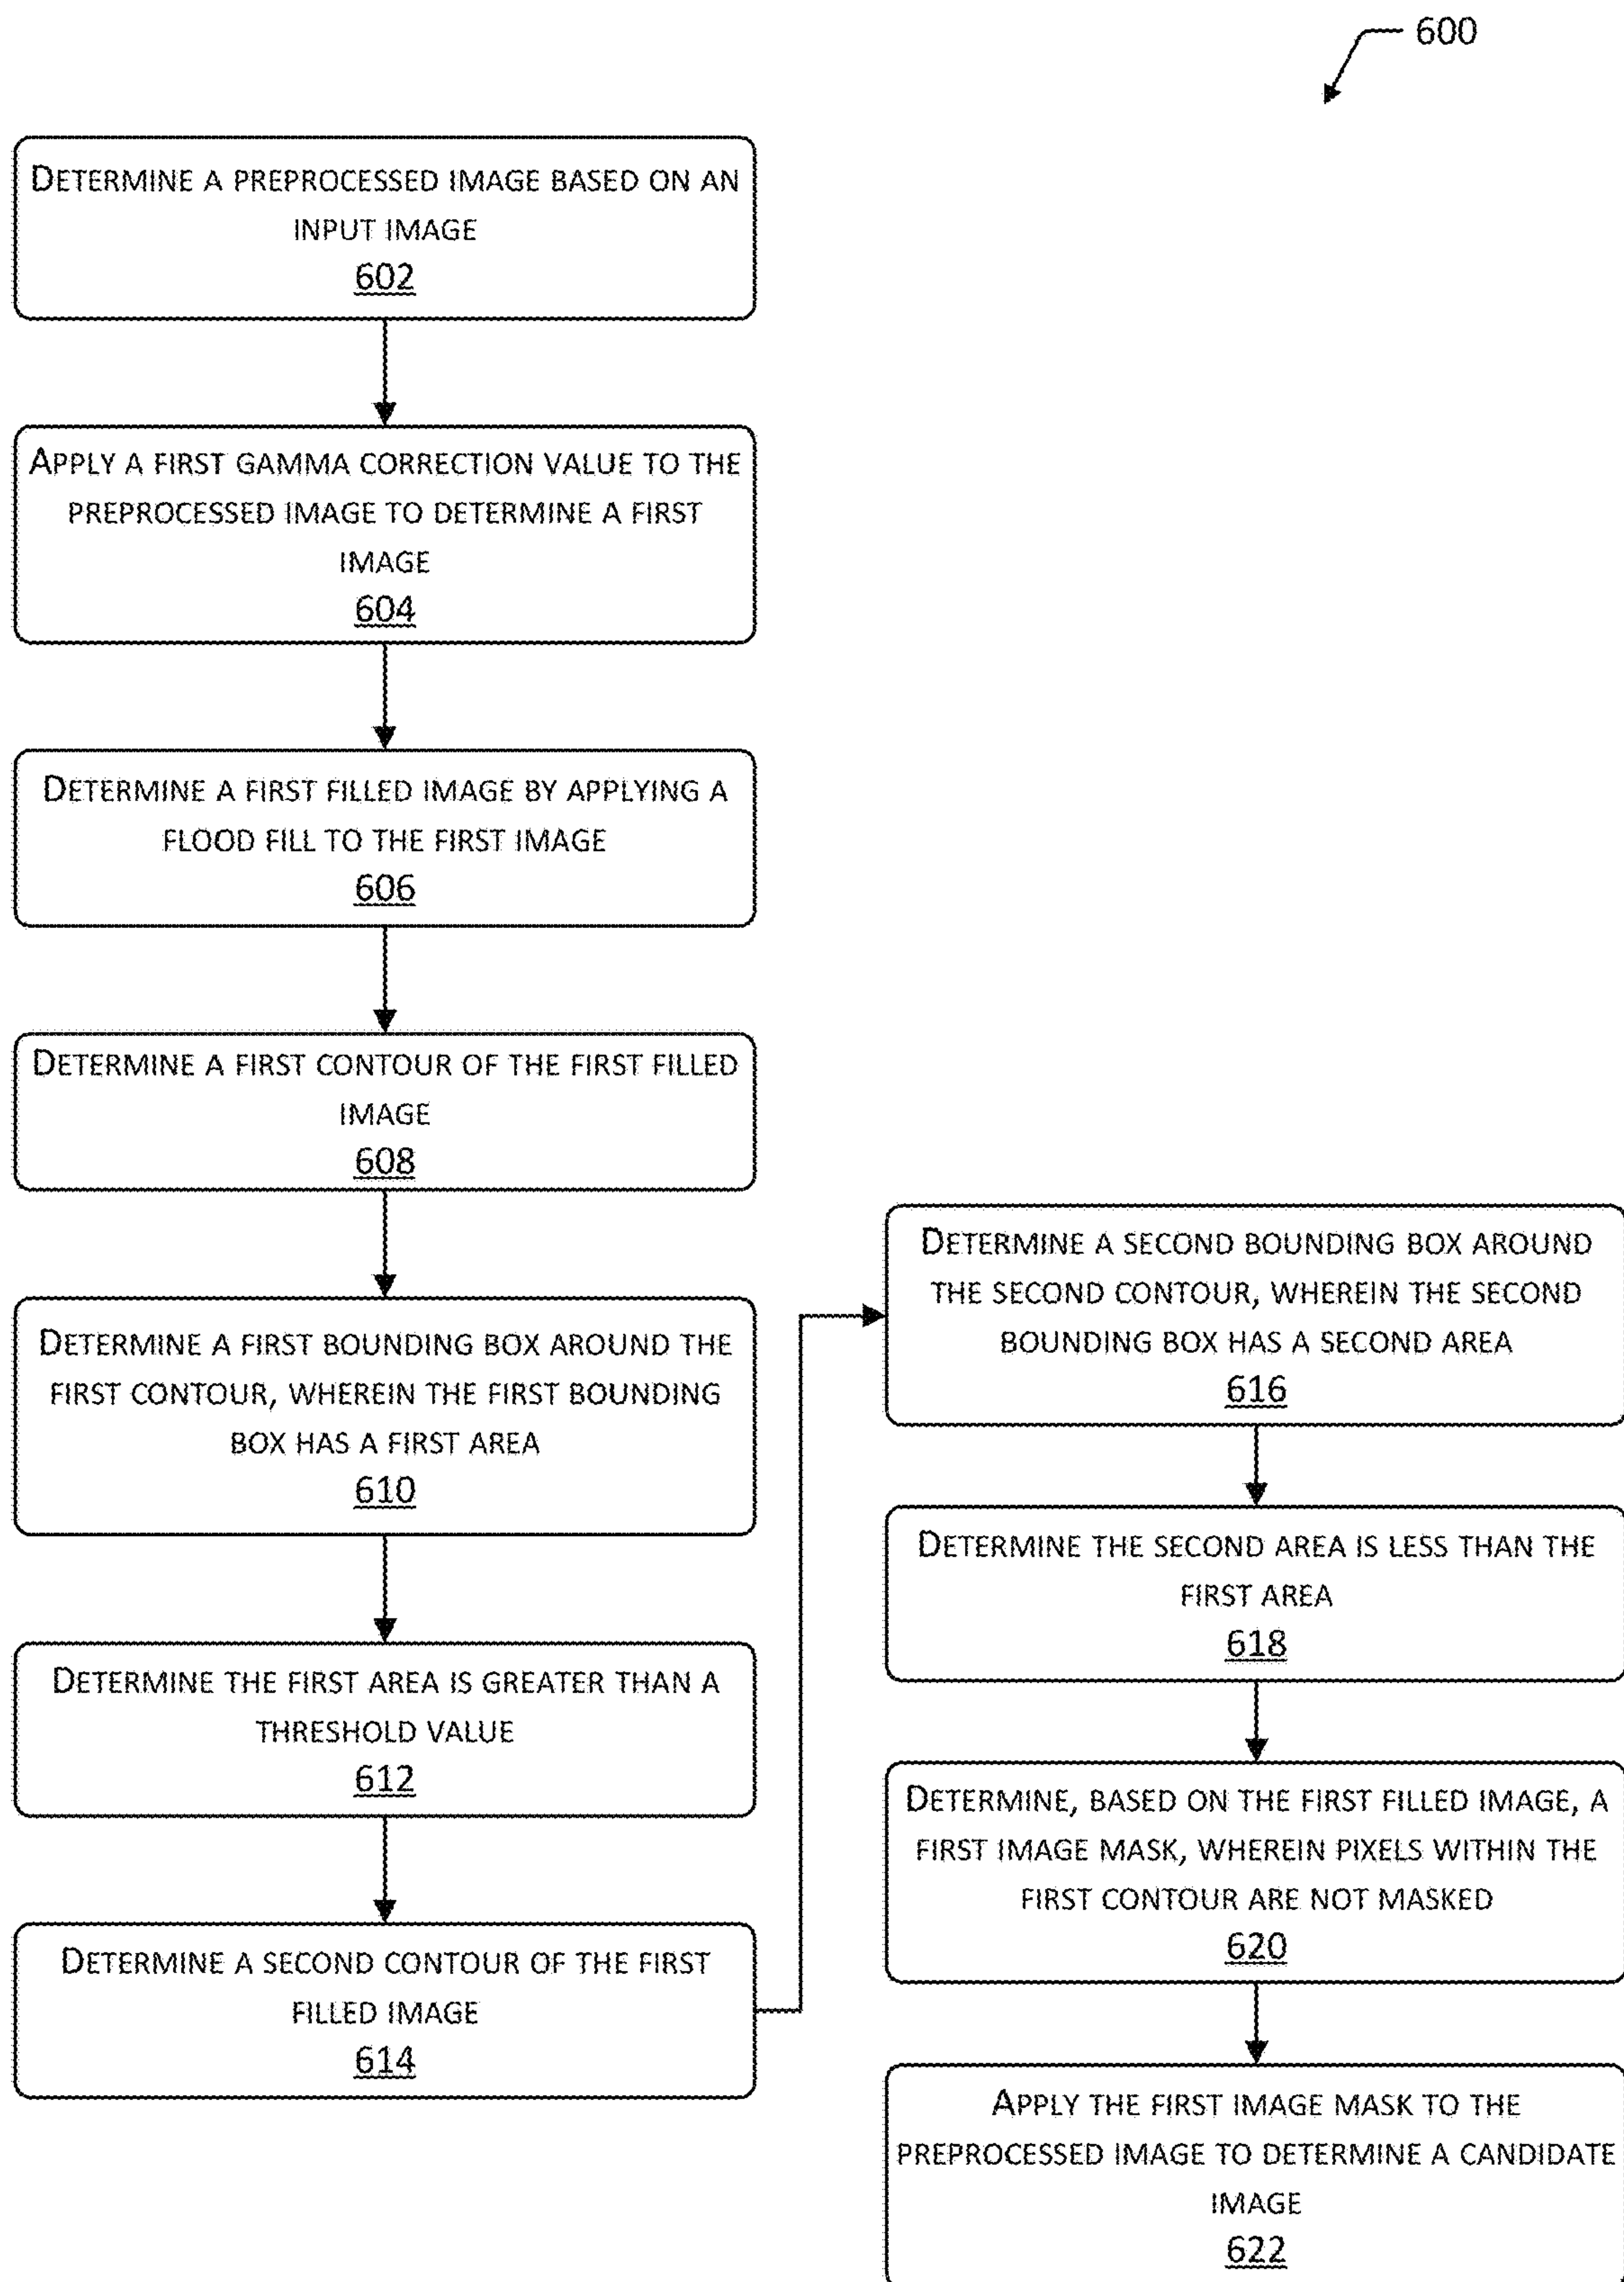 600
DETERMINE A PREPROCESSED IMAGE BASED ON AN
INPUT IMAGE
602
APPLY A FIRST GAMMA CORRECTION VALUE TO THE
PREPROCESSED IMAGE TO DETERMINE A FIRST
IMAGE
604
DETERMINE A FIRST FILLED IMAGE BY APPLYING A
FLOOD FILL TO THE FIRST IMAGE
606
DETERMINE A FIRST CONTOUR OF THE FIRST FILLED
IMAGE
608
DETERMINE A FIRST BOUNDING BOX AROUND THE
FIRST CONTOUR, WHEREIN THE FIRST BOUNDING
BOX HAS A FIRST AREA
610
DETERMINE THE FIRST AREA IS GREATER THAN A
THRESHOLD VALUE
612
DETERMINE A SECOND CONTOUR OF THE FIRST
FILLED IMAGE
614
DETERMINE A SECOND BOUNDING BOX AROUND
THE SECOND CONTOUR, WHEREIN THE SECOND
BOUNDING BOX HAS A SECOND AREA
616
DETERMINE THE SECOND AREA IS LESS THAN THE
FIRST AREA
618
DETERMINE, BASED ON THE FIRST FILLED IMAGE, A
FIRST IMAGE MASK, WHEREIN PIXELS WITHIN THE
FIRST CONTOUR ARE NOT MASKED
620
APPLY THE FIRST IMAGE MASK TO THE
PREPROCESSED IMAGE TO DETERMINE A CANDIDATE
IMAGE
622